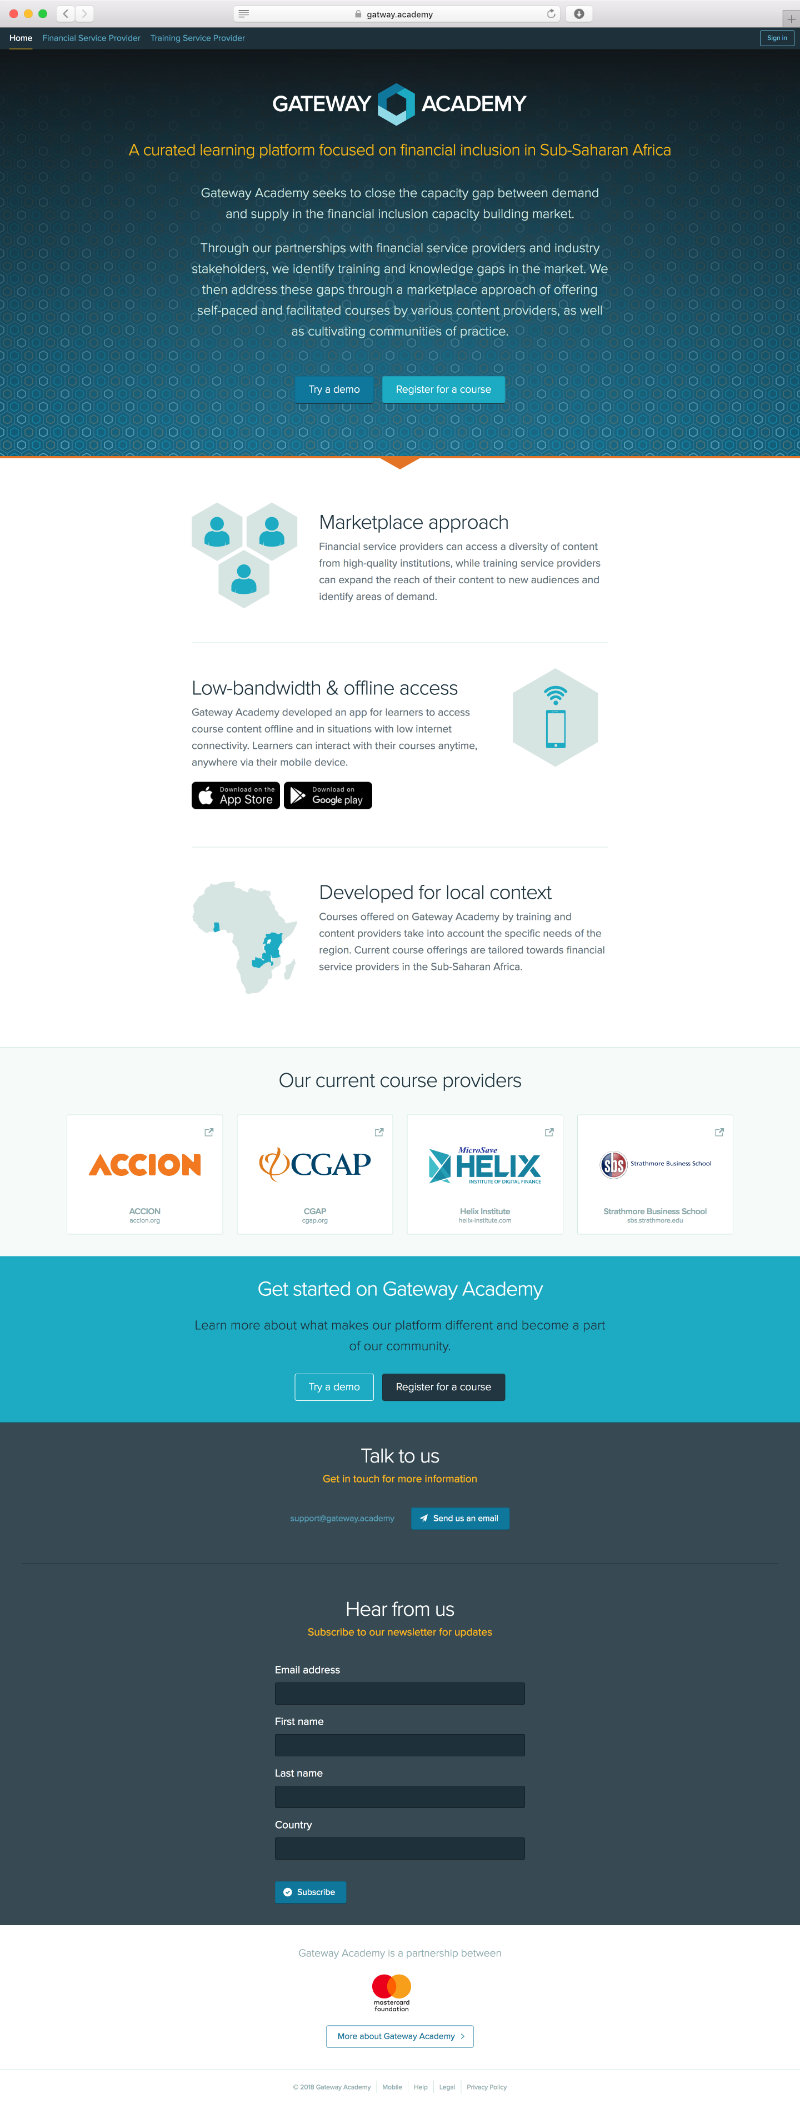 gatway.academy
Home Financial Service Provider Training Service Provider Sign in
GATEWAY ACADEMY
A curated learning platform focused on financial inclusion in Sub-Saharan Africa
Gateway Academy seeks to close the capacity gap between demand
and supply in the financial inclusion capacity building market.
Through our partnerships with financial service providers and industry
stakeholders, we identify training and knowledge gaps in the market. We
then address these gaps through a marketplace approach of offering
self-paced and facilitated courses by various content providers, as well
as cultivating communities of practice.
Try a demo Register for a course
Marketplace approach
Financial service providers can access a diversity of content
from high-quality institutions, while training service providers
can expand the reach of their content to new audiences and
identify areas of demand.
Low-bandwidth & offline access
Gateway Academy developed an app for learners to access
course content offline and in situations with low internet
connectivity. Learners can interact with their courses anytime,
anywhere via their mobile device.
Download on the
App Store
Download on
Google play
Developed for local context
Courses offered on Gateway Academy by training and
content providers take into account the specific needs of the
region. Current course offerings are tailored towards financial
service providers in the Sub-Saharan Africa.
Our current course providers
ACCION
ACCION
accion.org
CGAP
CGAP
cgap.org
MicroSave
HELIX
INSTITUTE OF DIGITAL FINANCE
Helix Institute
helix-institute.com
sbs Strathmore Business School
Strathmore Business School
sbs.strathmore.edu
Get started on Gateway Academy
Learn more about what makes our platform different and become a part
of our community.
Try a demo Register for a course
Talk to us
Get in touch for more information
support@gateway.academy Send us an email
Hear from us
Subscribe to our newsletter for updates
Email address
First name
Last name
Country
Subscribe
Gateway Academy is a partnership between
mastercard
foundation
More about Gateway Academy
© 2018 Gateway Academy Mobile Help Legal Privacy Policy